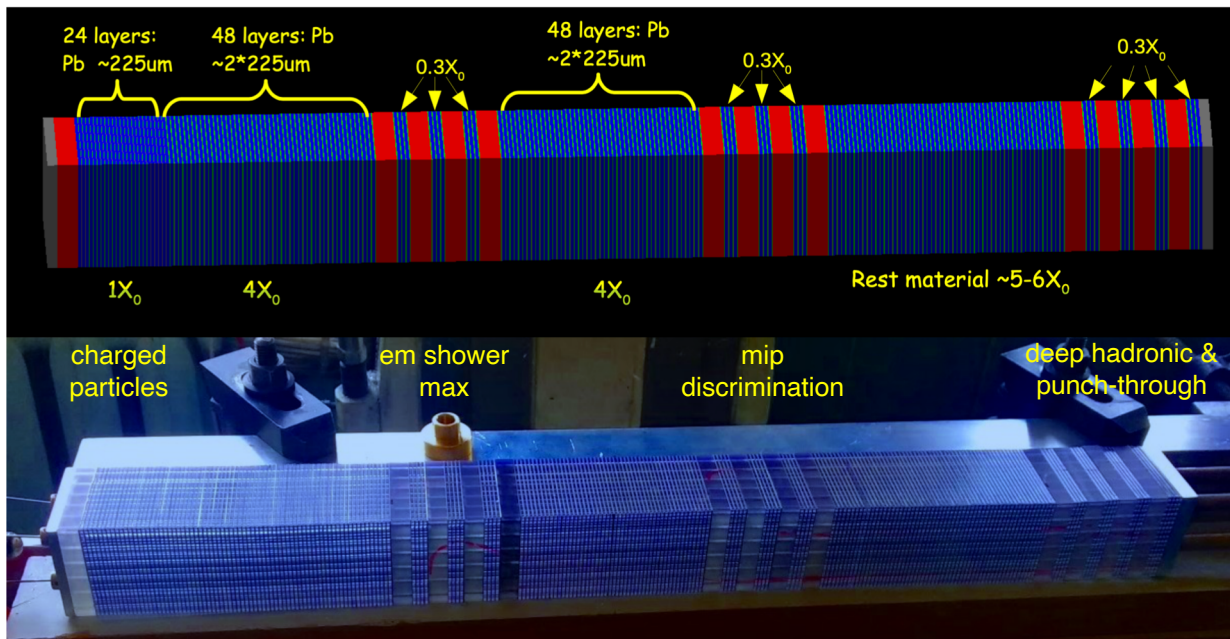 24 layers:
Pb ~225um
48 layers: Pb
~2*225um
0.3X₀
48 layers: Pb
~2*225um
0.3X₀
0.3X₀
1X₀
4X₀
4X₀
Rest material ~5-6X₀
charged
particles
em shower
max
mip
discrimination
deep hadronic &
punch-through